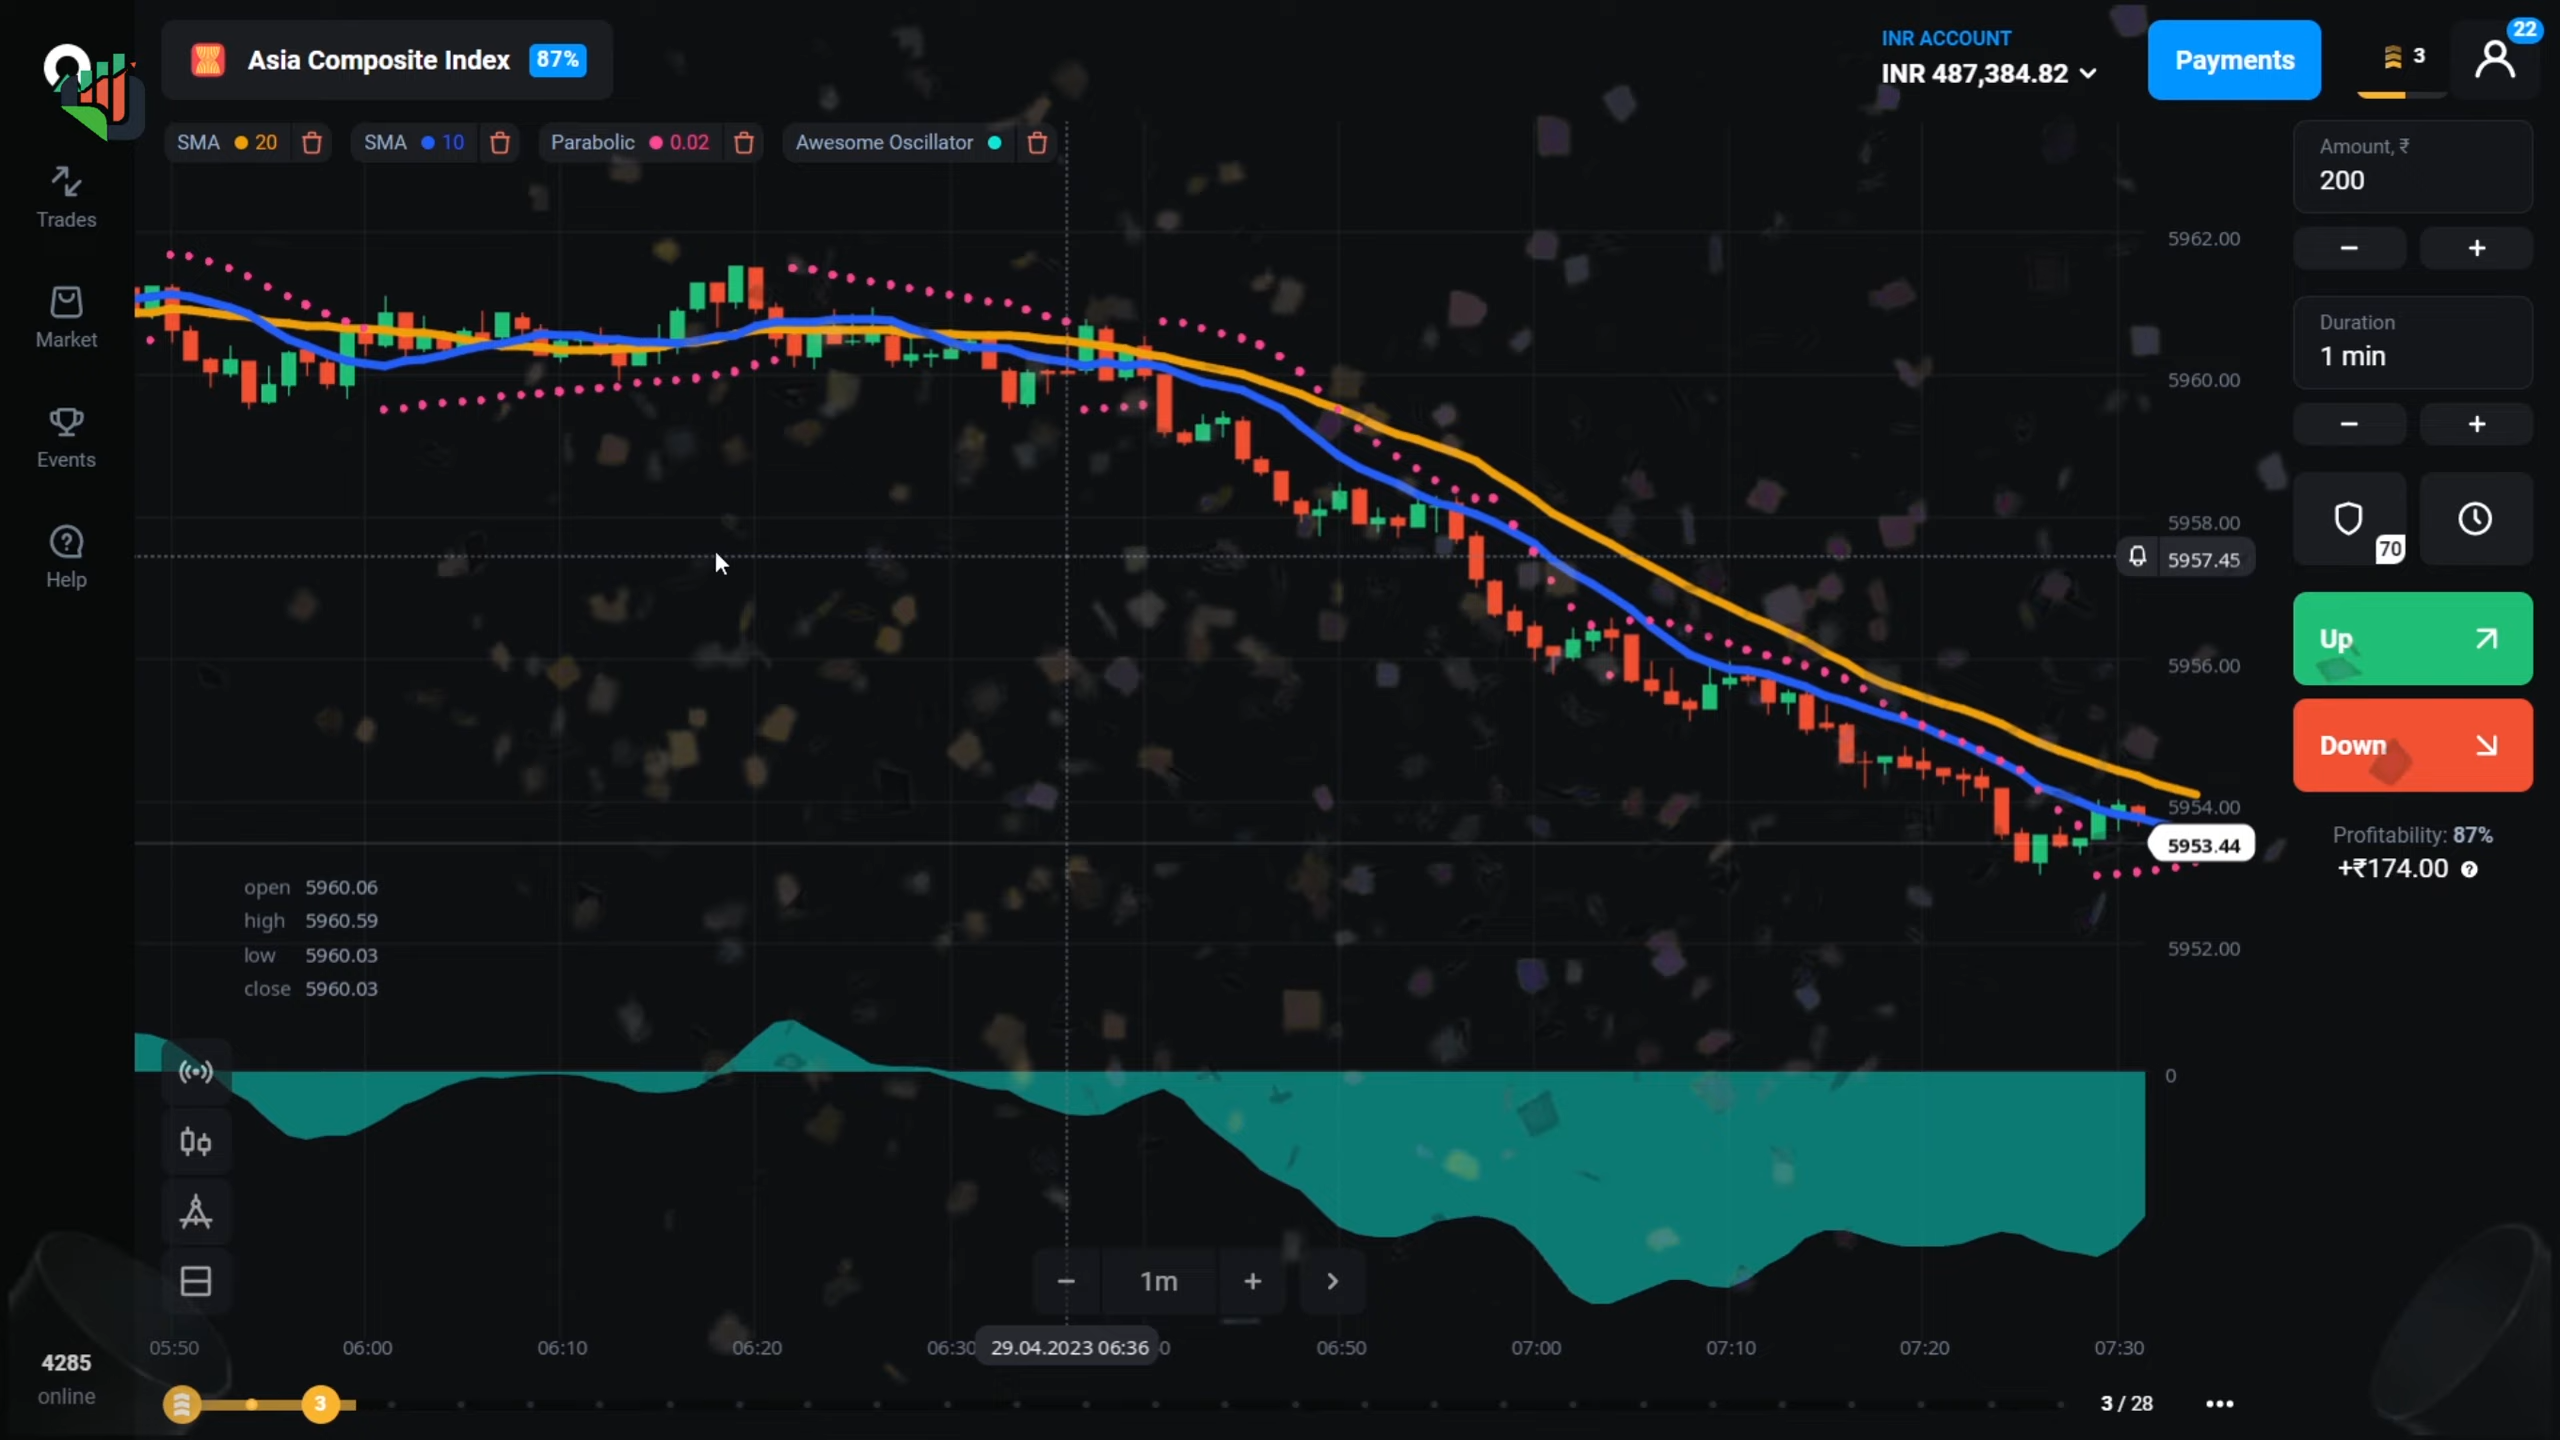 Asia Composite Index 87%
INR ACCOUNT
INR 487,384.82
Payments
3
22
SMA 20
SMA 10
Parabolic 0.02
Awesome Oscillator
Trades
Market
Events
Help
Amount, ₹
200
Duration
1 min
70
Up
Down
Profitability: 87%
+₹174.00
5962.00
5960.00
5958.00
5957.45
5956.00
5954.00
5953.44
5952.00
0
open 5960.06
high 5960.59
low 5960.03
close 5960.03
1m
05:50 06:00 06:10 06:20 06:30 29.04.2023 06:36 0 06:50 07:00 07:10 07:20 07:30
4285
online
3
3 / 28